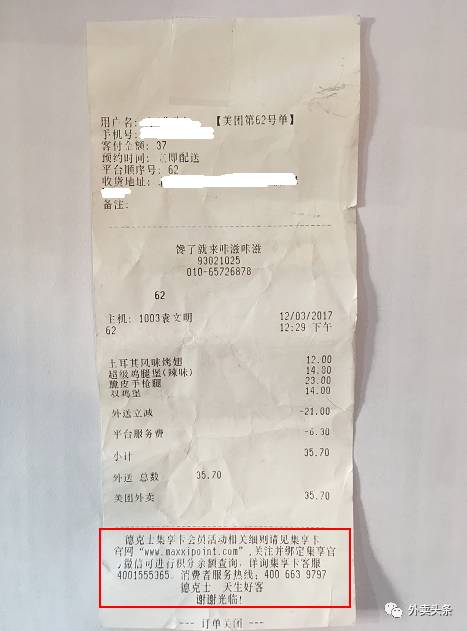 用户名: 【美团第62号单】
手机号:
客付金额: 37
预约时间: 立即配送
平台顺序号: 62
收货地址:
备注:
馋了就来咔滋咔滋
93021025
010-65726878
62
主机: 1003袁文明 12/03/2017
62 12:29 下午
土耳其风味烤翅 12.00
超级鸡腿堡(辣味) 14.00
脆皮手枪腿 23.00
双鸡堡 14.00
外送立减 -21.00
平台服务费 -6.30
小计 35.70
外送 总数 35.70
美团外卖 35.70
德克士集享卡会员活动相关细则请见集享卡
官网"www.maxxipoint.com",关注并绑定集享官
微信可进行积分余额查询,详询集享卡客服
4001555365。消费者服务热线: 400 663 9797
德克士 天生好客
谢谢光临!
--- 订单关闭 ---
外卖头条